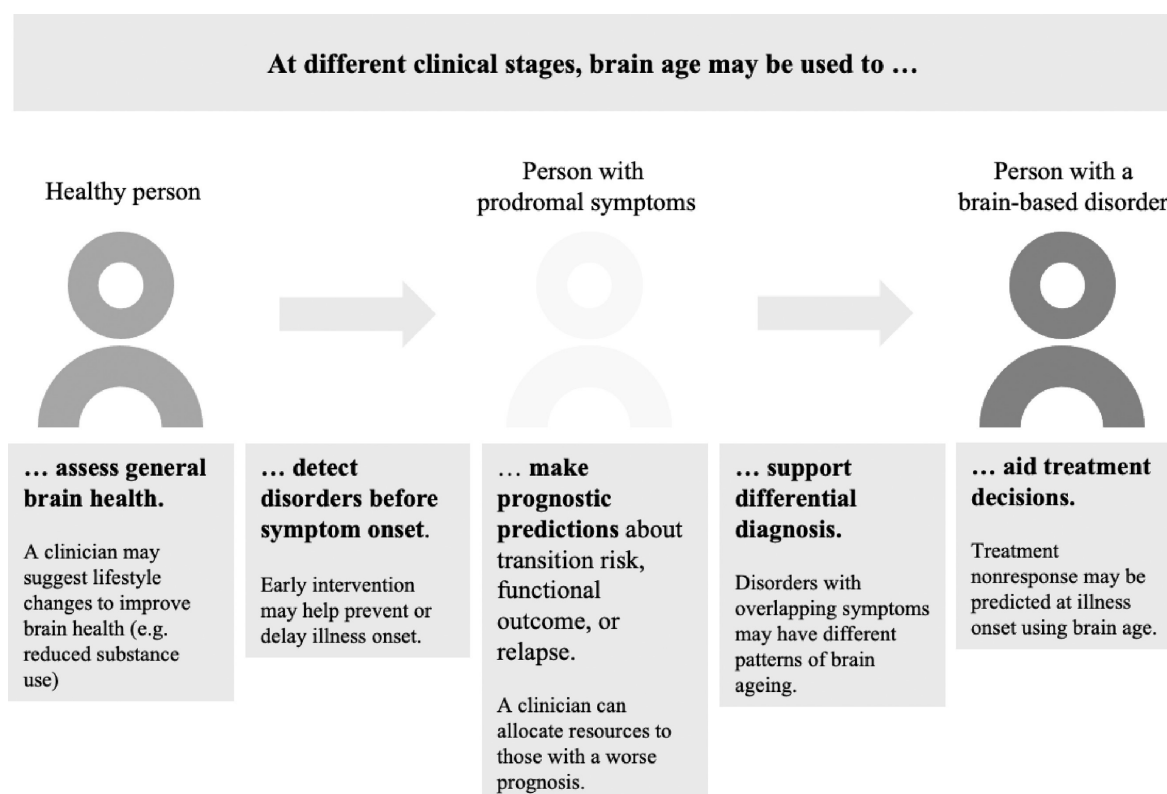 At different clinical stages, brain age may be used to …
Healthy person
Person with
prodromal symptoms
Person with a
brain-based disorder
… assess general
brain health.
A clinician may
suggest lifestyle
changes to improve
brain health (e.g.
reduced substance
use)
… detect
disorders before
symptom onset.
Early intervention
may help prevent or
delay illness onset.
… make
prognostic
predictions about
transition risk,
functional
outcome, or
relapse.
A clinician can
allocate resources to
those with a worse
prognosis.
… support
differential
diagnosis.
Disorders with
overlapping symptoms
may have different
patterns of brain
ageing.
… aid treatment
decisions.
Treatment
nonresponse may be
predicted at illness
onset using brain age.